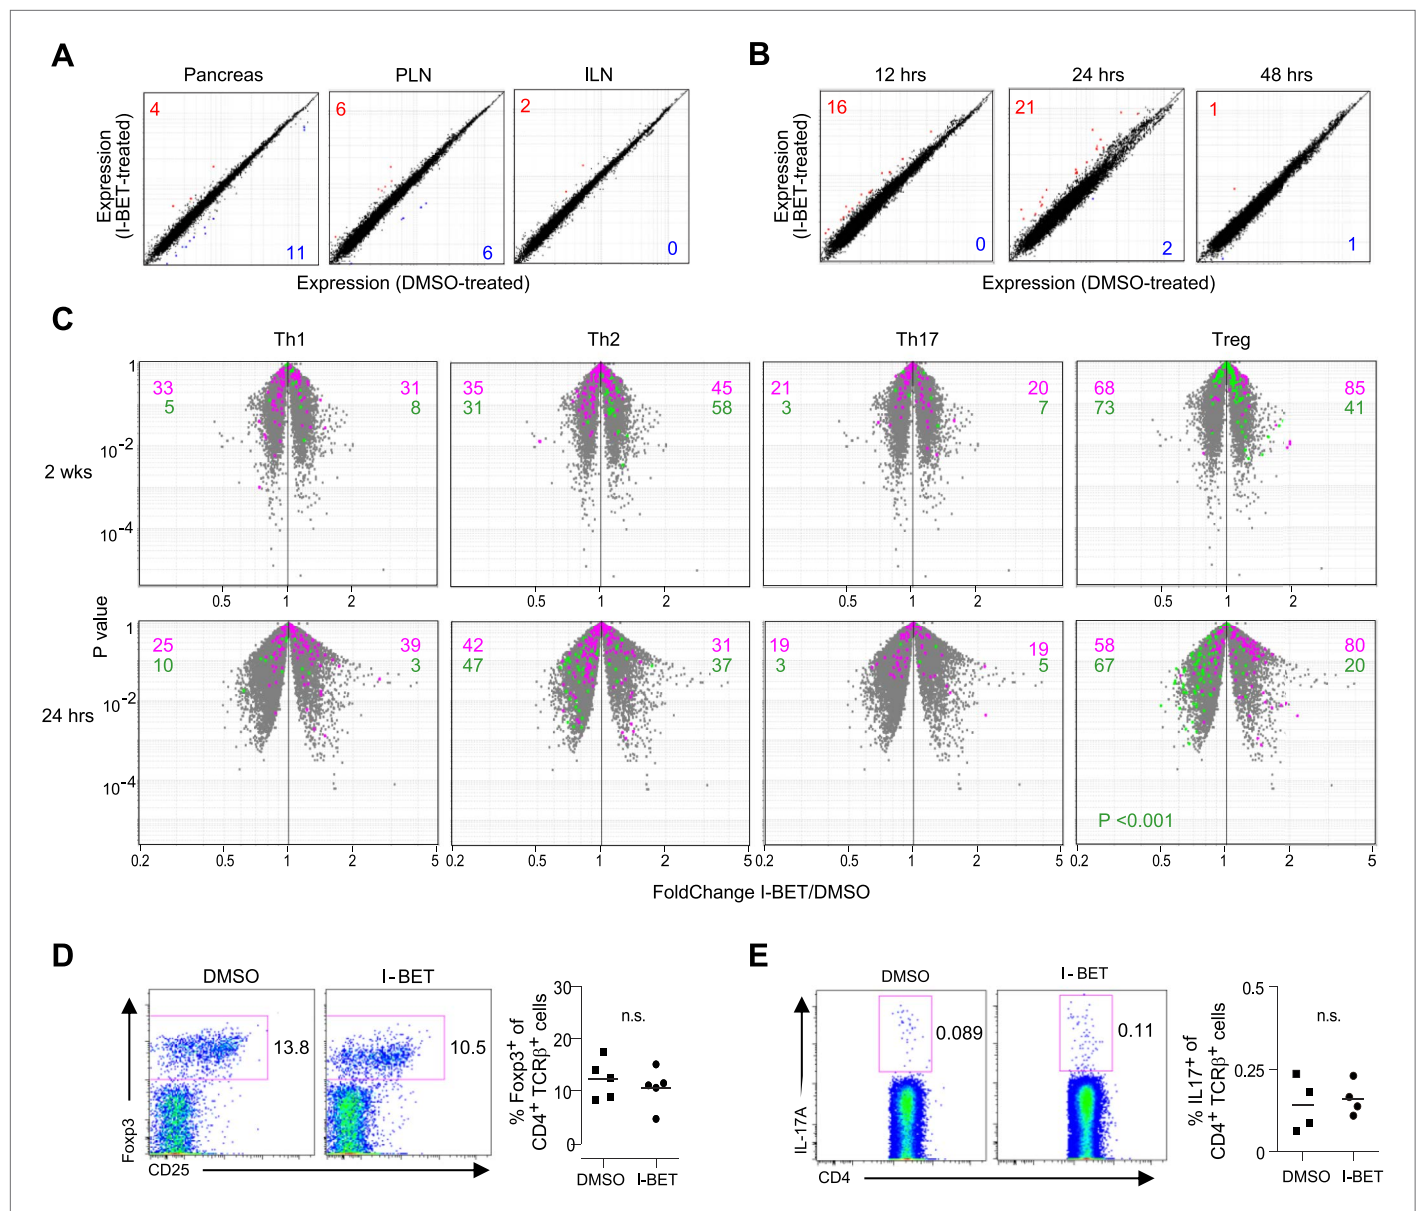 A
Pancreas PLN ILN
Expression
(I-BET-treated)
4 6 2
11 6 0
Expression (DMSO-treated)
B
12 hrs 24 hrs 48 hrs
Expression
(I-BET-treated)
16 21 1
0 2 1
Expression (DMSO-treated)
C
Th1 Th2 Th17 Treg
2 wks
1
10-2
10-4
33 31 35 45 21 20 68 85
5 8 31 58 3 7 73 41
0.5 1 2 0.5 1 2 0.5 1 2 0.5 1 2
P value
24 hrs
1
10-2
10-4
25 39 42 31 19 19 58 80
10 3 47 37 3 5 67 20
P <0.001
0.2 0.5 1 2 5 0.2 0.5 1 2 5 0.2 0.5 1 2 5 0.2 0.5 1 2 5
FoldChange I-BET/DMSO
D
DMSO I-BET
13.8 10.5
Foxp3
CD25
% Foxp3+ of
CD4+ TCRβ+ cells
30
20
10
0
n.s.
DMSO I-BET
E
DMSO I-BET
0.089 0.11
IL-17A
CD4
% IL17+ of
CD4+ TCRβ+ cells
0.5
0.25
0
n.s.
DMSO I-BET